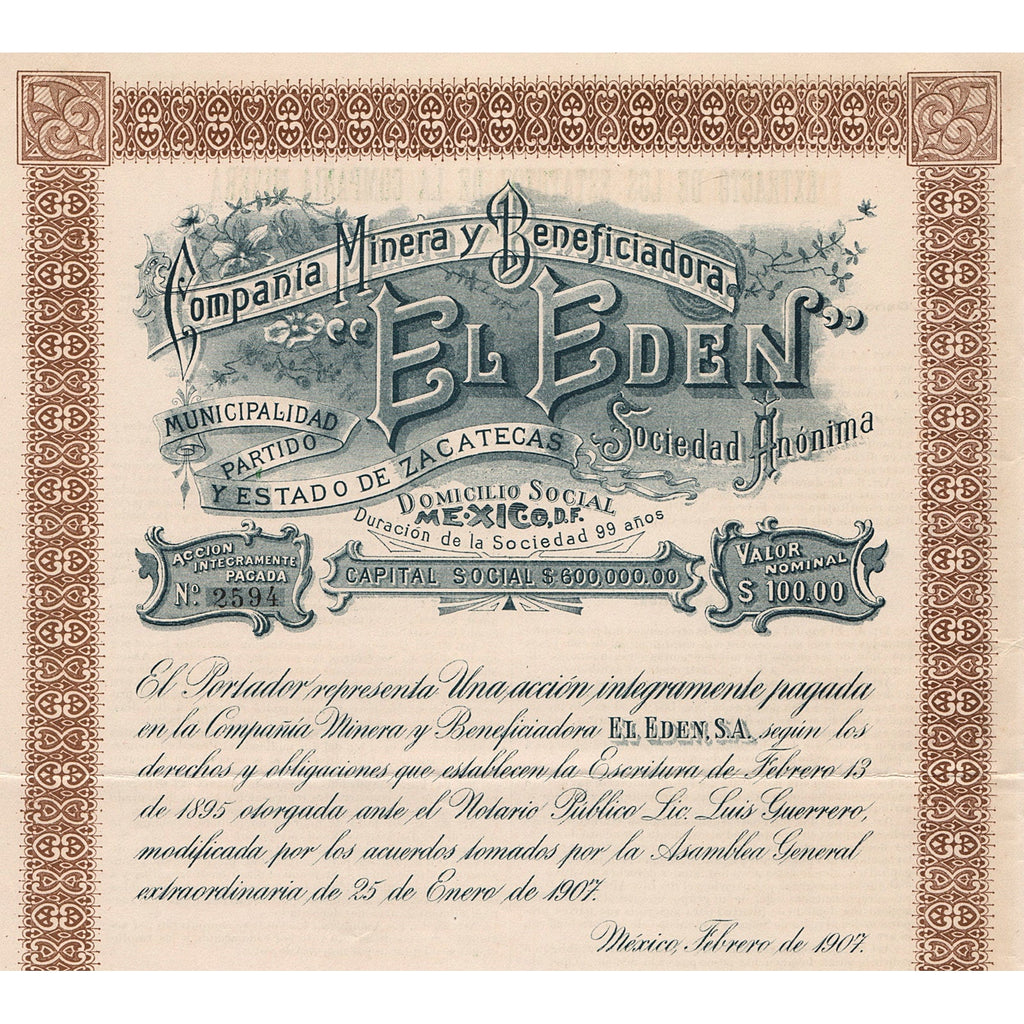 Compañía Minera y Beneficiadora
“EL EDEN”
Sociedad Anónima
MUNICIPALIDAD
PARTIDO
Y ESTADO DE ZACATECAS
DOMICILIO SOCIAL
MEXICO, D.F.
Duración de la Sociedad 99 años
ACCION
INTEGRAMENTE
PAGADA
Nº 2594
CAPITAL SOCIAL $600,000.00
VALOR
NOMINAL
$ 100.00
El Portador representa Una acción integramente pagada
en la Compañía Minera y Beneficiadora EL EDEN, S.A. según los
derechos y obligaciones que establecen la Escritura de Febrero 13
de 1895 otorgada ante el Notario Público Lic. Luis Guerrero,
modificada por los acuerdos tomados por la Asamblea General
extraordinaria de 25 de Enero de 1907.
México, Febrero de 1907.